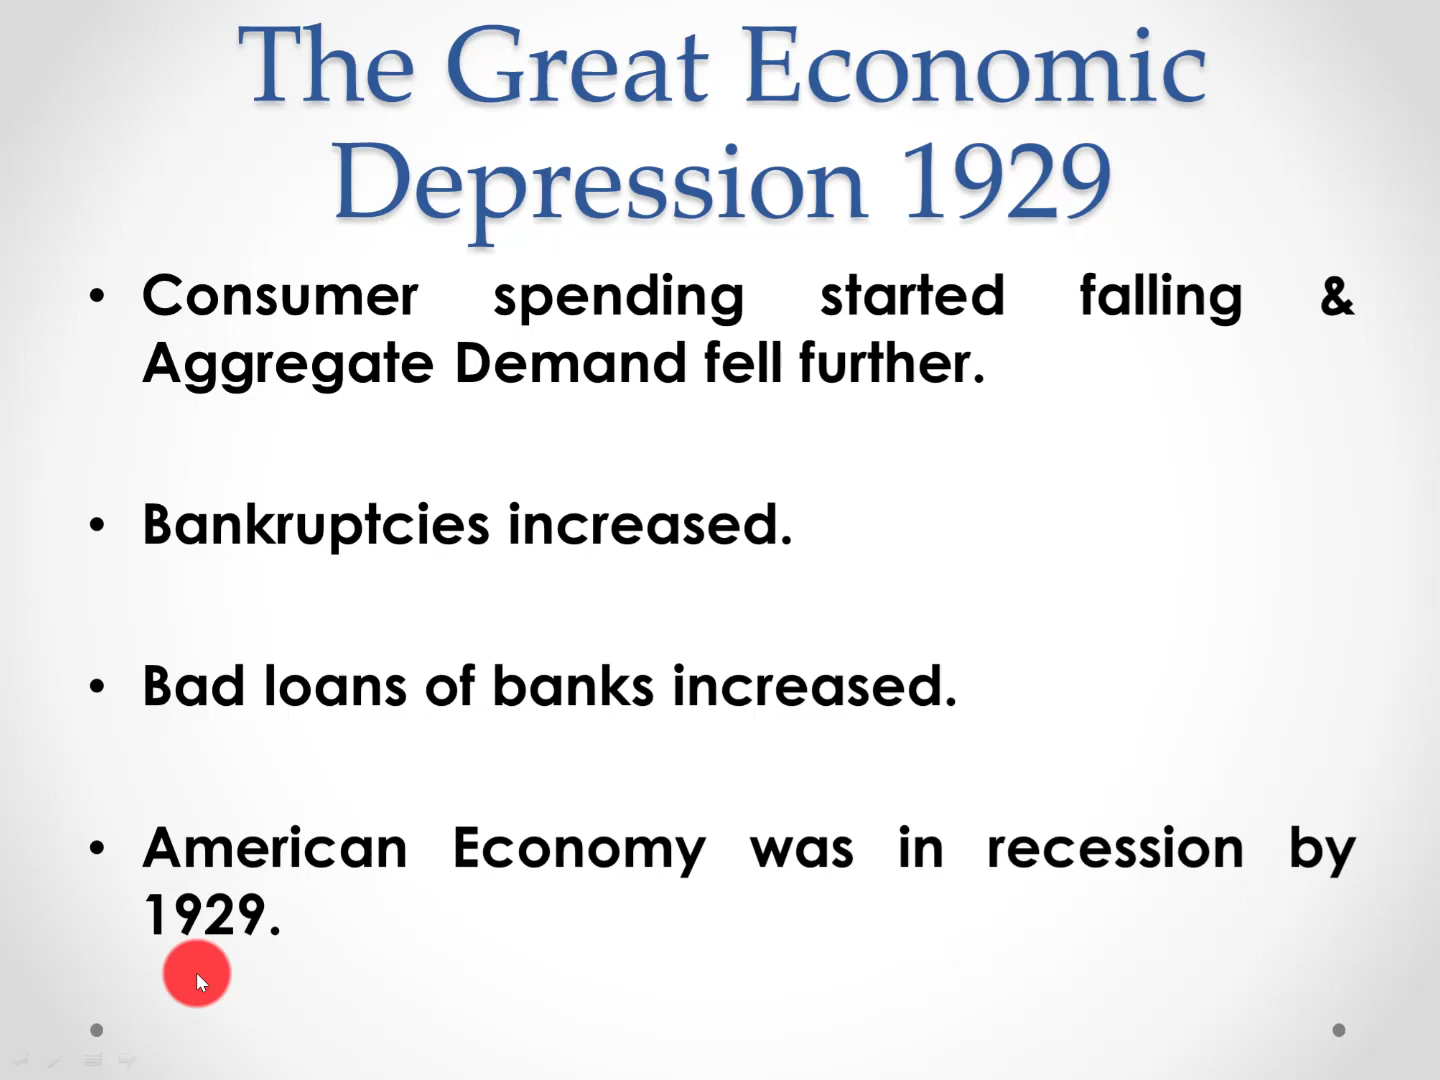 The Great Economic
Depression 1929
• Consumer spending started falling &
Aggregate Demand fell further.
• Bankruptcies increased.
• Bad loans of banks increased.
• American Economy was in recession by
1929.